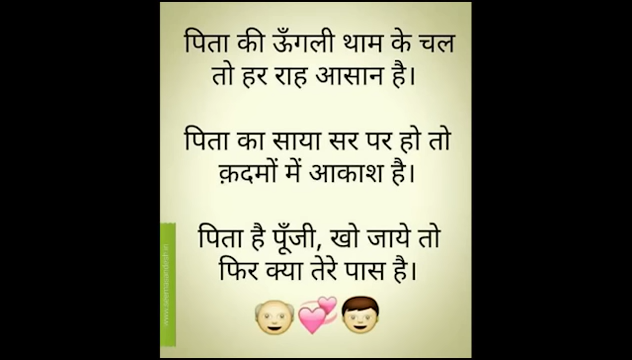 पिता की ऊँगली थाम के चल
तो हर राह आसान है।
पिता का साया सर पर हो तो
क़दमों में आकाश है।
पिता है पूँजी, खो जाये तो
फिर क्या तेरे पास है।